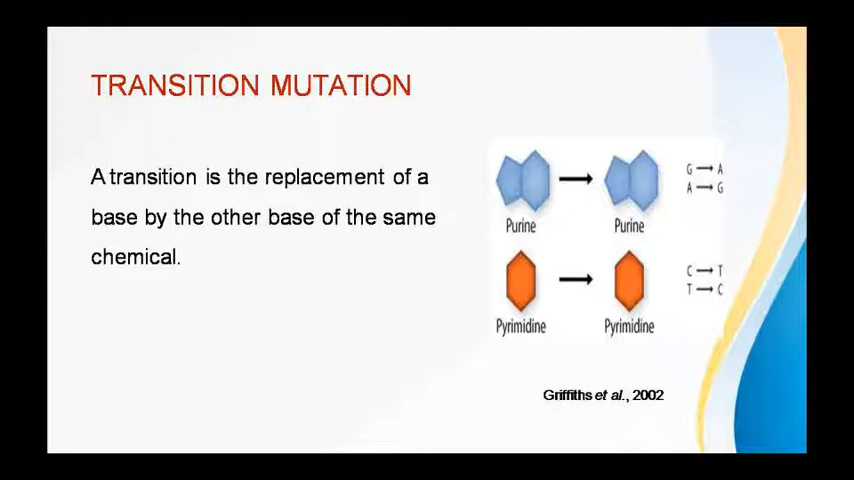 TRANSITION MUTATION
A transition is the replacement of a
base by the other base of the same
chemical.
G → A
A → G
Purine Purine
C → T
T → C
Pyrimidine Pyrimidine
Griffiths et al., 2002